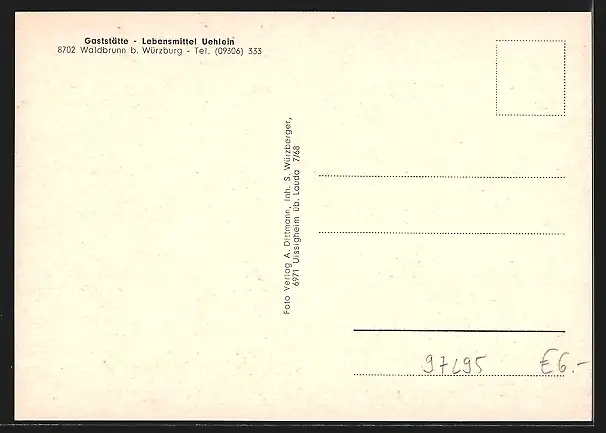 Gaststätte - Lebensmittel Uehlein
8702 Waldbrunn b. Würzburg - Tel. (09306) 333
Foto Verlag A. Dittmann, Inh. S. Würzberger,
6971 Uissigheim üb. Lauda 7/68
97295 €6.-